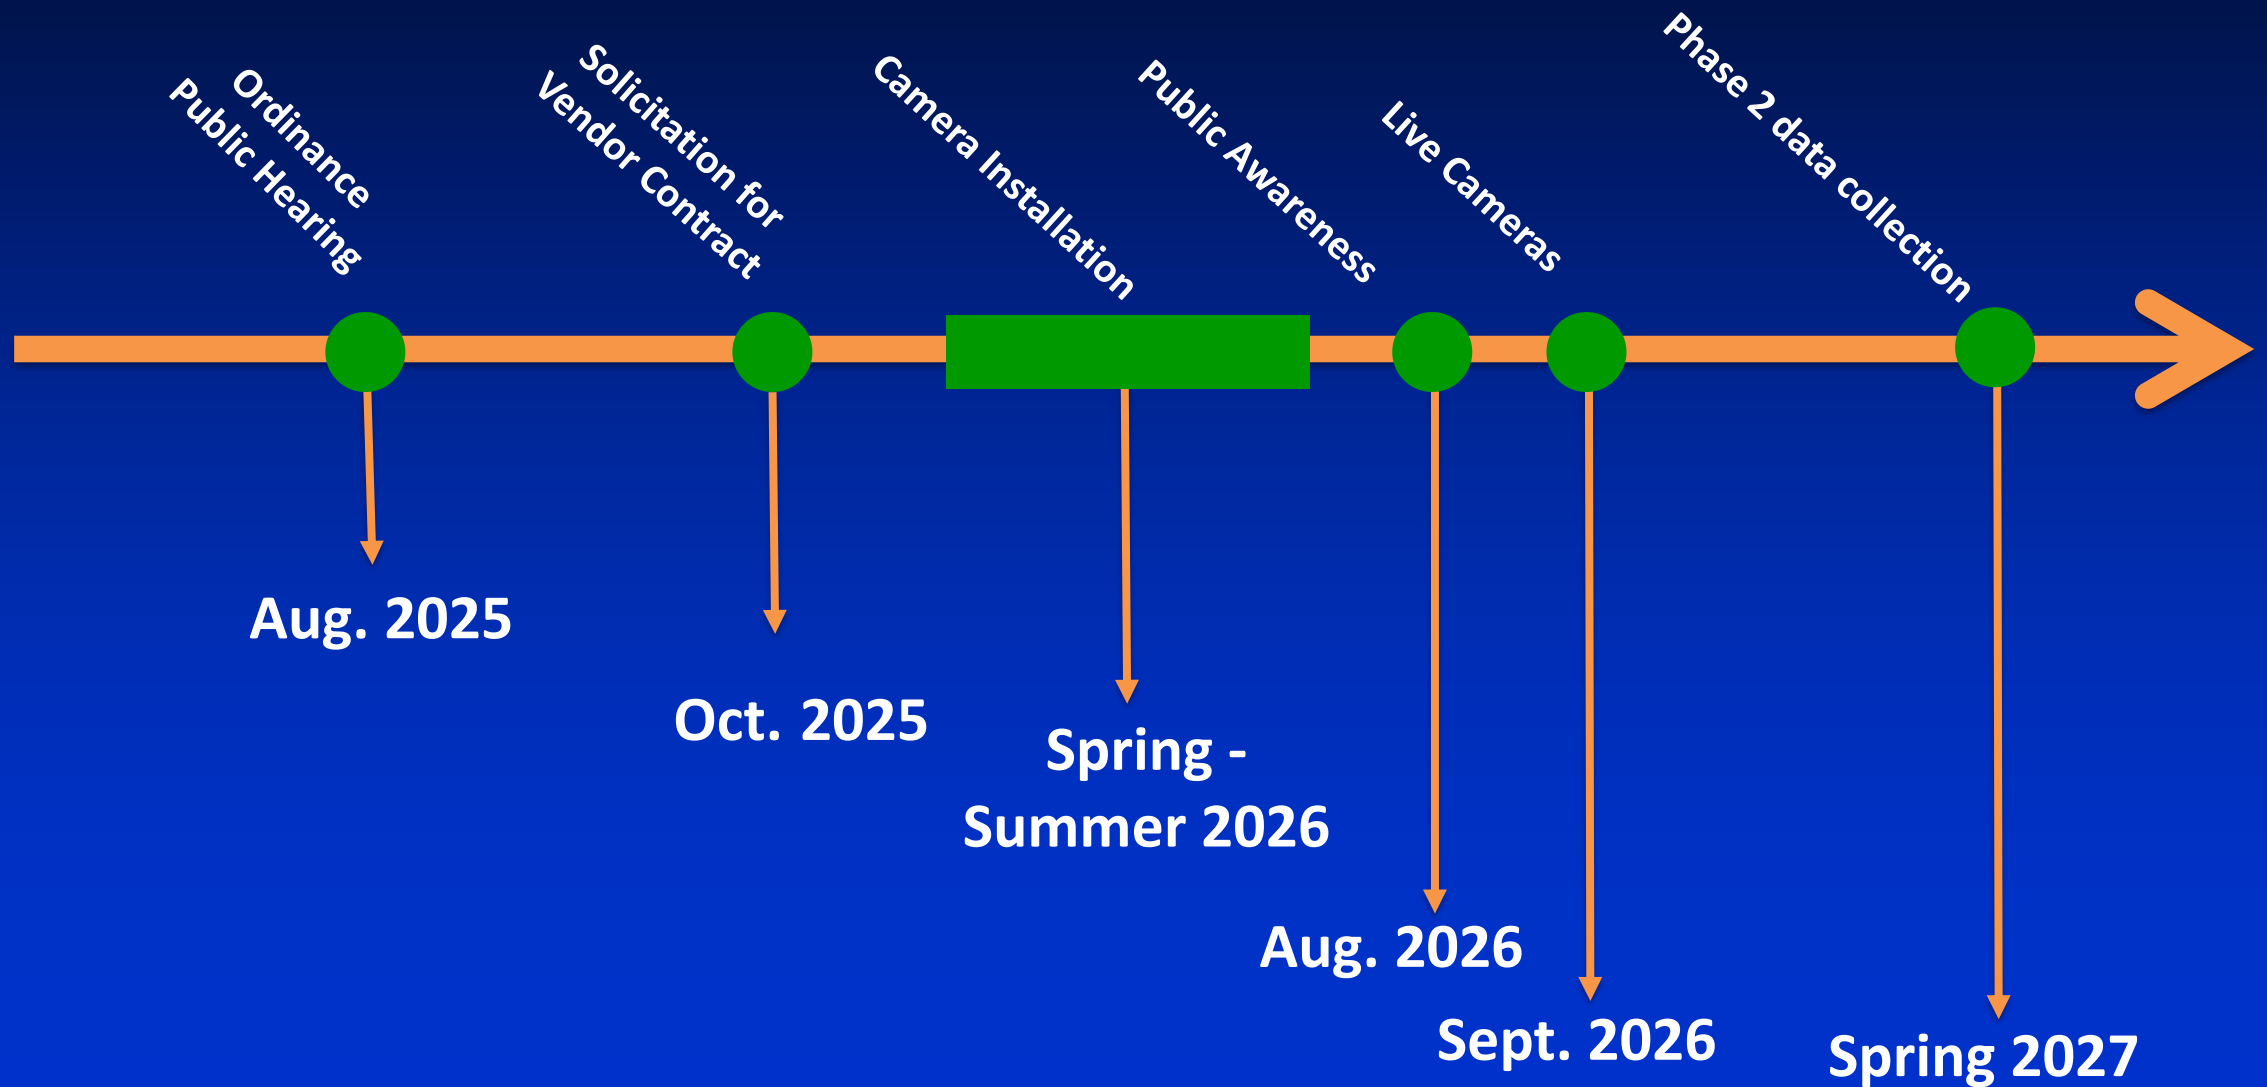 Ordinance
Public Hearing
Solicitation for
Vendor Contract
Camera Installation
Public Awareness
Live Cameras
Phase 2 data collection
Aug. 2025
Oct. 2025
Spring -
Summer 2026
Aug. 2026
Sept. 2026
Spring 2027